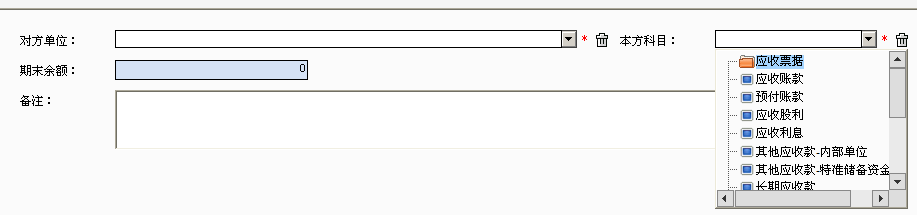 对方单位： * 本方科目： *
期末余额： 0
备注：
应收票据
应收账款
预付账款
应收股利
应收利息
其他应收款-内部单位
其他应收款-特准储备资金
长期应收款